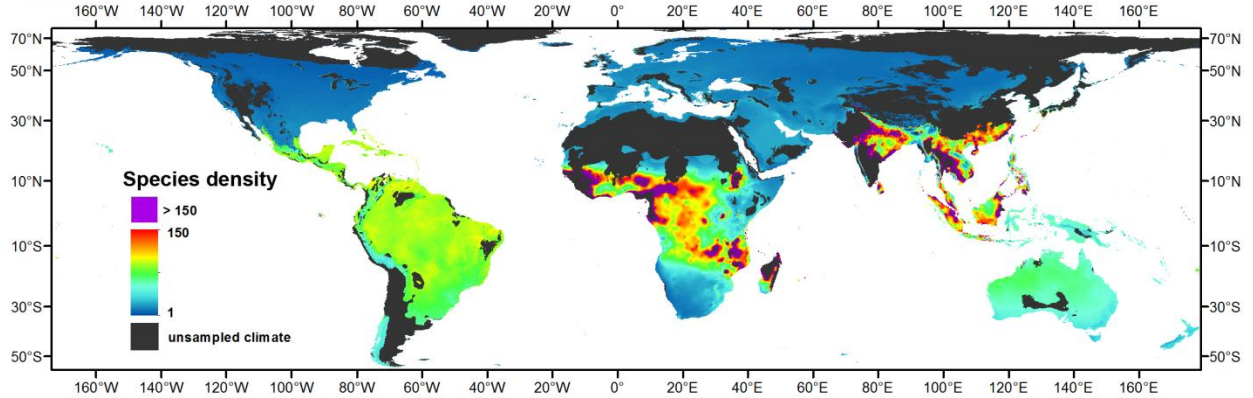 160°W 140°W 120°W 100°W 80°W 60°W 40°W 20°W 0° 20°E 40°E 60°E 80°E 100°E 120°E 140°E 160°E
70°N 70°N
50°N 50°N
30°N 30°N
10°N 10°N
10°S 10°S
30°S 30°S
50°S 50°S
Species density
> 150
150
1
unsampled climate
160°W 140°W 120°W 100°W 80°W 60°W 40°W 20°W 0° 20°E 40°E 60°E 80°E 100°E 120°E 140°E 160°E